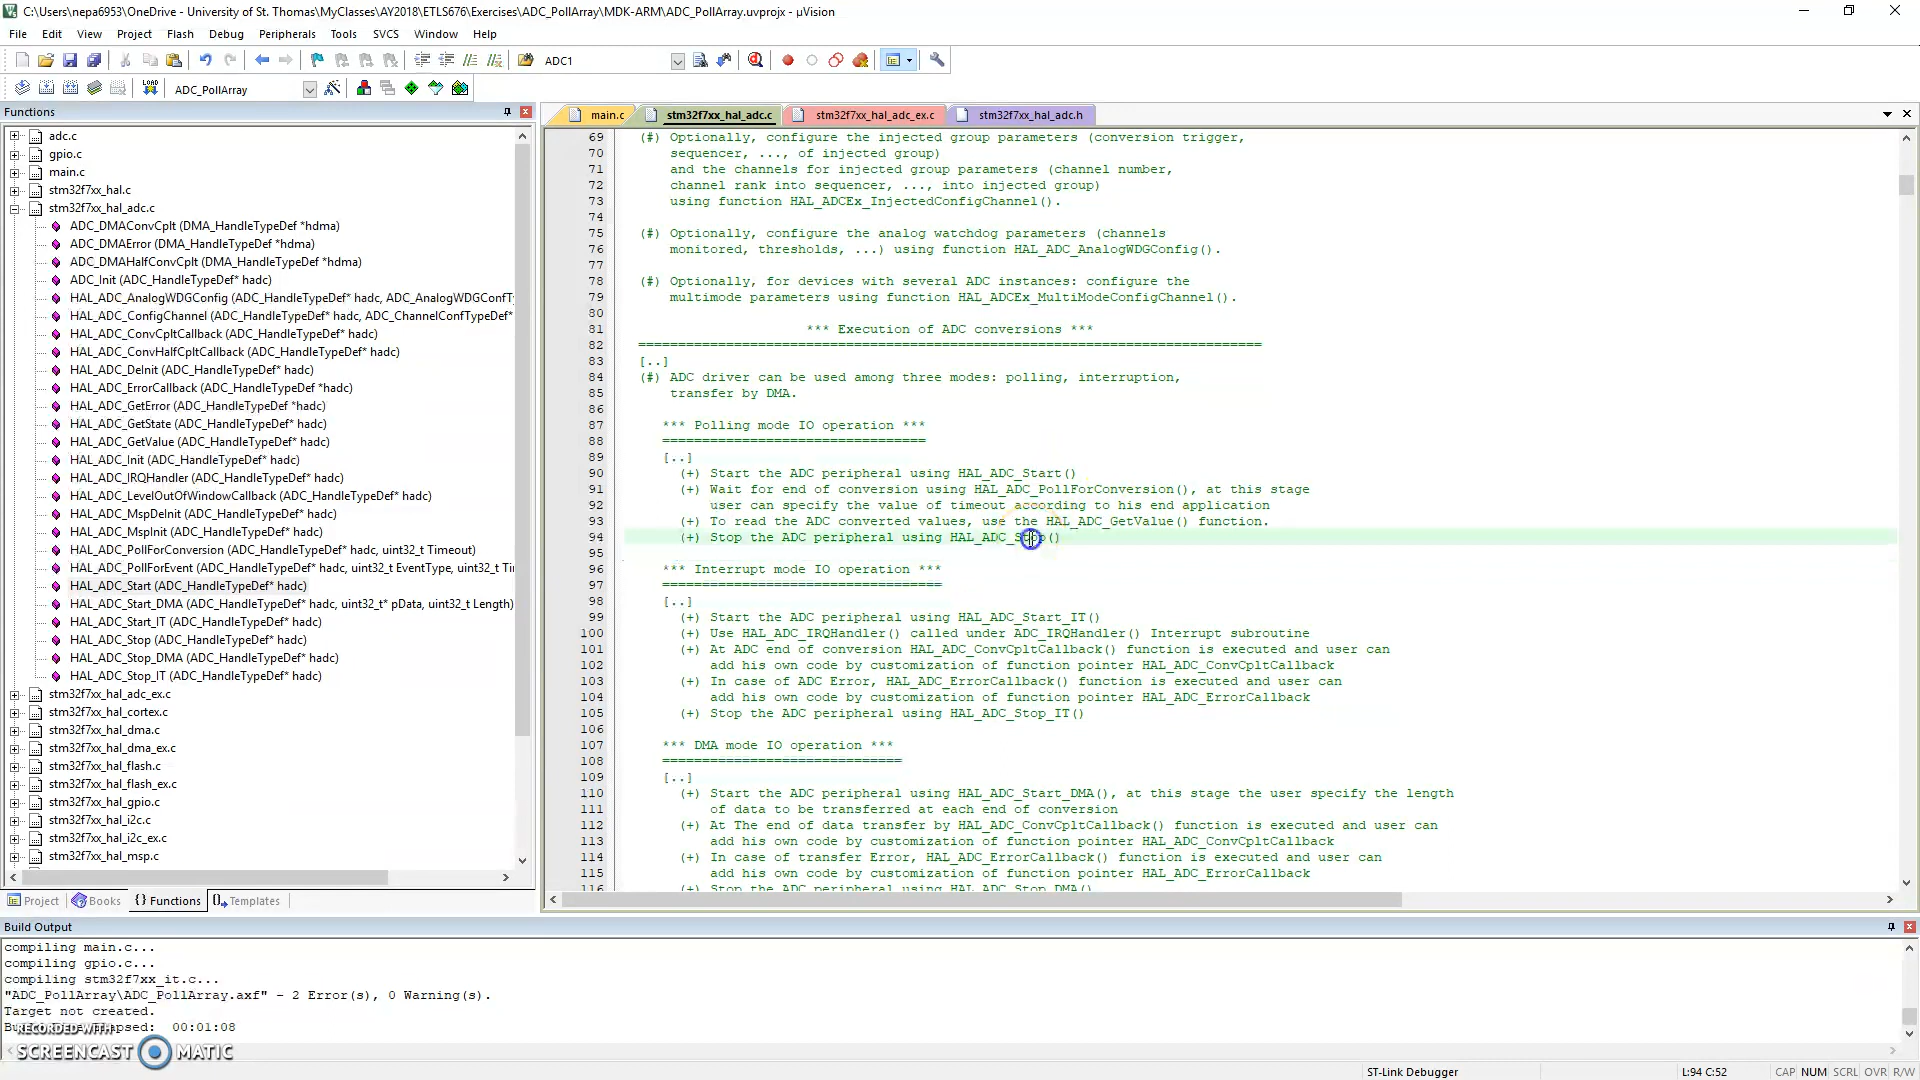 C:\Users\nepa6953\OneDrive - University of St. Thomas\MyClasses\AY2018\ETLS676\Exercises\ADC_PollArray\MDK-ARM\ADC_PollArray.uvprojx - µVision
File Edit View Project Flash Debug Peripherals Tools SVCS Window Help
ADC1
LOAD ADC_PollArray
Functions
adc.c
gpio.c
main.c
stm32f7xx_hal.c
stm32f7xx_hal_adc.c
ADC_DMAConvCplt (DMA_HandleTypeDef *hdma)
ADC_DMAError (DMA_HandleTypeDef *hdma)
ADC_DMAHalfConvCplt (DMA_HandleTypeDef *hdma)
ADC_Init (ADC_HandleTypeDef* hadc)
HAL_ADC_AnalogWDGConfig (ADC_HandleTypeDef* hadc, ADC_AnalogWDGConfT
HAL_ADC_ConfigChannel (ADC_HandleTypeDef* hadc, ADC_ChannelConfTypeDef*
HAL_ADC_ConvCpltCallback (ADC_HandleTypeDef* hadc)
HAL_ADC_ConvHalfCpltCallback (ADC_HandleTypeDef* hadc)
HAL_ADC_DeInit (ADC_HandleTypeDef* hadc)
HAL_ADC_ErrorCallback (ADC_HandleTypeDef *hadc)
HAL_ADC_GetError (ADC_HandleTypeDef *hadc)
HAL_ADC_GetState (ADC_HandleTypeDef* hadc)
HAL_ADC_GetValue (ADC_HandleTypeDef* hadc)
HAL_ADC_Init (ADC_HandleTypeDef* hadc)
HAL_ADC_IRQHandler (ADC_HandleTypeDef* hadc)
HAL_ADC_LevelOutOfWindowCallback (ADC_HandleTypeDef* hadc)
HAL_ADC_MspDeInit (ADC_HandleTypeDef* hadc)
HAL_ADC_MspInit (ADC_HandleTypeDef* hadc)
HAL_ADC_PollForConversion (ADC_HandleTypeDef* hadc, uint32_t Timeout)
HAL_ADC_PollForEvent (ADC_HandleTypeDef* hadc, uint32_t EventType, uint32_t Ti
HAL_ADC_Start (ADC_HandleTypeDef* hadc)
HAL_ADC_Start_DMA (ADC_HandleTypeDef* hadc, uint32_t* pData, uint32_t Length)
HAL_ADC_Start_IT (ADC_HandleTypeDef* hadc)
HAL_ADC_Stop (ADC_HandleTypeDef* hadc)
HAL_ADC_Stop_DMA (ADC_HandleTypeDef* hadc)
HAL_ADC_Stop_IT (ADC_HandleTypeDef* hadc)
stm32f7xx_hal_adc_ex.c
stm32f7xx_hal_cortex.c
stm32f7xx_hal_dma.c
stm32f7xx_hal_dma_ex.c
stm32f7xx_hal_flash.c
stm32f7xx_hal_flash_ex.c
stm32f7xx_hal_gpio.c
stm32f7xx_hal_i2c.c
stm32f7xx_hal_i2c_ex.c
stm32f7xx_hal_msp.c
Project Books {} Functions Templates
main.c stm32f7xx_hal_adc.c stm32f7xx_hal_adc_ex.c stm32f7xx_hal_adc.h
69 (#) Optionally, configure the injected group parameters (conversion trigger,
70 sequencer, ..., of injected group)
71 and the channels for injected group parameters (channel number,
72 channel rank into sequencer, ..., into injected group)
73 using function HAL_ADCEx_InjectedConfigChannel().
74
75 (#) Optionally, configure the analog watchdog parameters (channels
76 monitored, thresholds, ...) using function HAL_ADC_AnalogWDGConfig().
77
78 (#) Optionally, for devices with several ADC instances: configure the
79 multimode parameters using function HAL_ADCEx_MultiModeConfigChannel().
80
81 *** Execution of ADC conversions ***
82 ==============================================================================
83 [..]
84 (#) ADC driver can be used among three modes: polling, interruption,
85 transfer by DMA.
86
87 *** Polling mode IO operation ***
88 =================================
89 [..]
90 (+) Start the ADC peripheral using HAL_ADC_Start()
91 (+) Wait for end of conversion using HAL_ADC_PollForConversion(), at this stage
92 user can specify the value of timeout according to his end application
93 (+) To read the ADC converted values, use the HAL_ADC_GetValue() function.
94 (+) Stop the ADC peripheral using HAL_ADC_Stop()
95
96 *** Interrupt mode IO operation ***
97 ===================================
98 [..]
99 (+) Start the ADC peripheral using HAL_ADC_Start_IT()
100 (+) Use HAL_ADC_IRQHandler() called under ADC_IRQHandler() Interrupt subroutine
101 (+) At ADC end of conversion HAL_ADC_ConvCpltCallback() function is executed and user can
102 add his own code by customization of function pointer HAL_ADC_ConvCpltCallback
103 (+) In case of ADC Error, HAL_ADC_ErrorCallback() function is executed and user can
104 add his own code by customization of function pointer HAL_ADC_ErrorCallback
105 (+) Stop the ADC peripheral using HAL_ADC_Stop_IT()
106
107 *** DMA mode IO operation ***
108 ==============================
109 [..]
110 (+) Start the ADC peripheral using HAL_ADC_Start_DMA(), at this stage the user specify the length
111 of data to be transferred at each end of conversion
112 (+) At The end of data transfer by HAL_ADC_ConvCpltCallback() function is executed and user can
113 add his own code by customization of function pointer HAL_ADC_ConvCpltCallback
114 (+) In case of transfer Error, HAL_ADC_ErrorCallback() function is executed and user can
115 add his own code by customization of function pointer HAL_ADC_ErrorCallback
116 (+) Stop the ADC peripheral using HAL_ADC_Stop_DMA()
Build Output
compiling main.c...
compiling gpio.c...
compiling stm32f7xx_it.c...
"ADC_PollArray\ADC_PollArray.axf" - 2 Error(s), 0 Warning(s).
Target not created.
00:01:08
RECORDED WITH
SCREENCAST MATIC
ST-Link Debugger L:94 C:52 CAP NUM SCRL OVR R/W